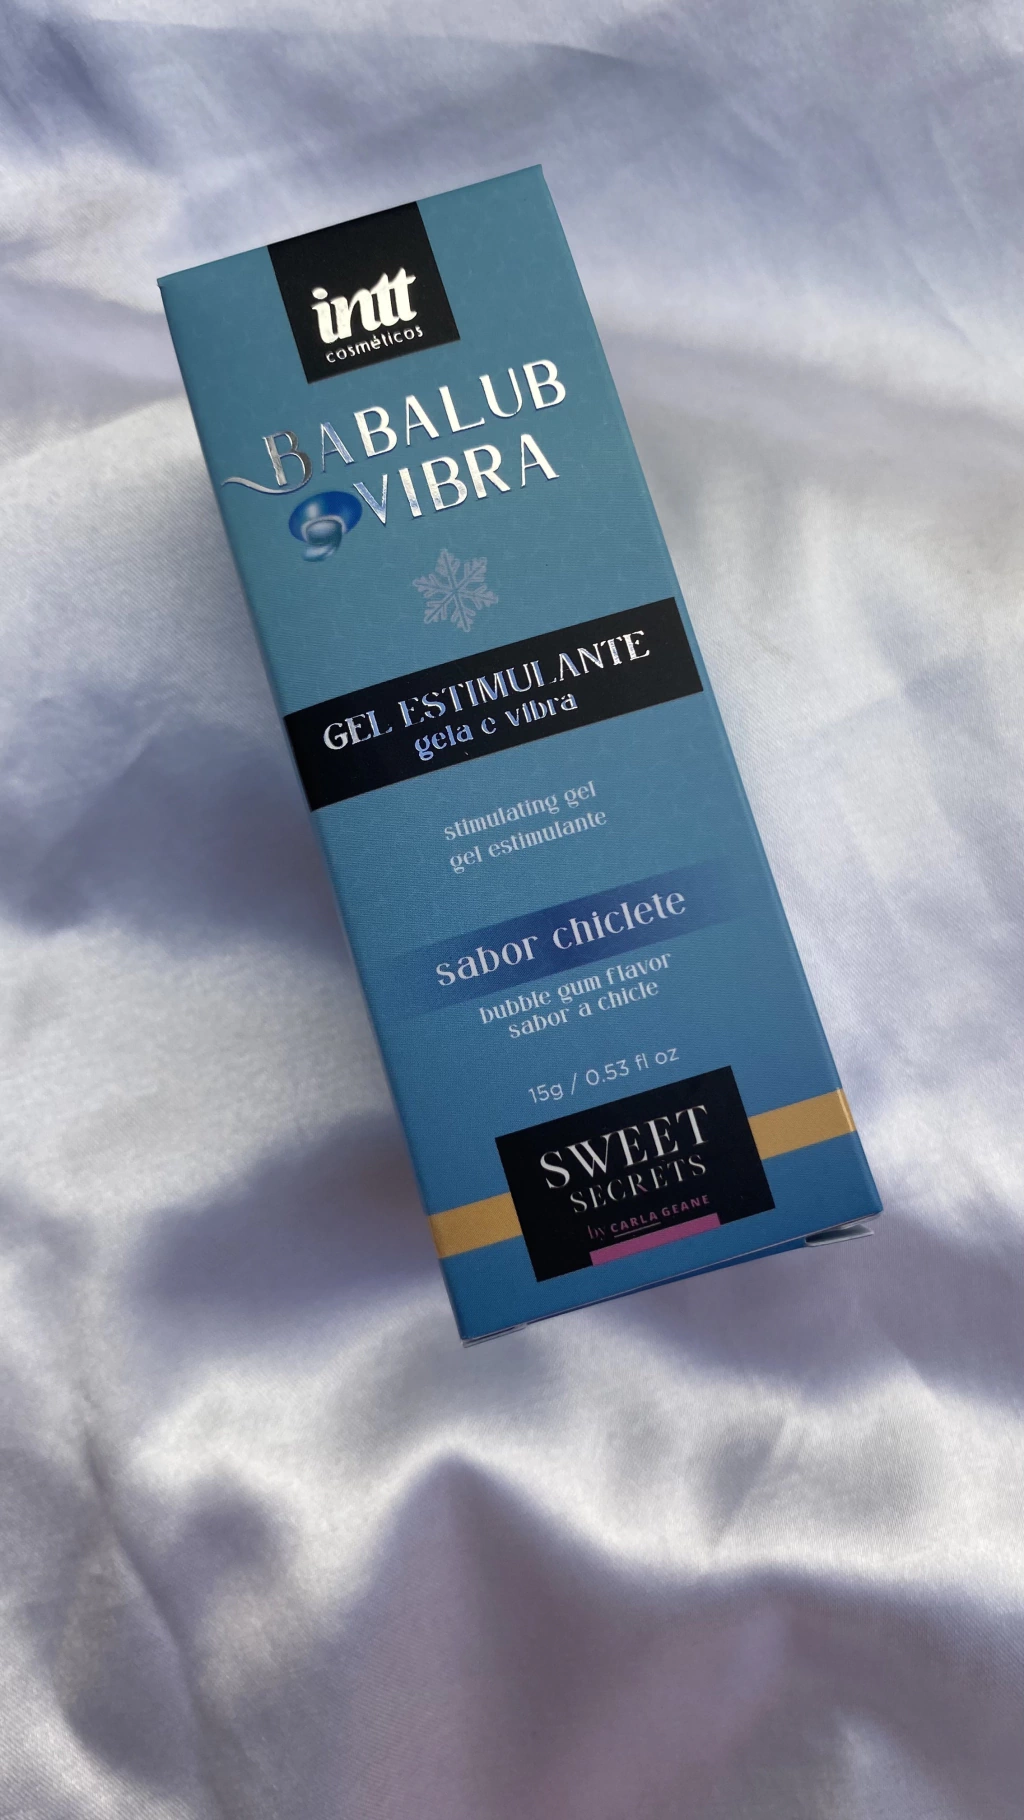 intt
cosméticos
BABALUB
VIBRA
GEL ESTIMULANTE
gela e vibra
stimulating gel
gel estimulante
sabor chiclete
bubble gum flavor
sabor a chicle
15g / 0.53 fl oz
SWEET
SECRETS
by CARLA GEANE